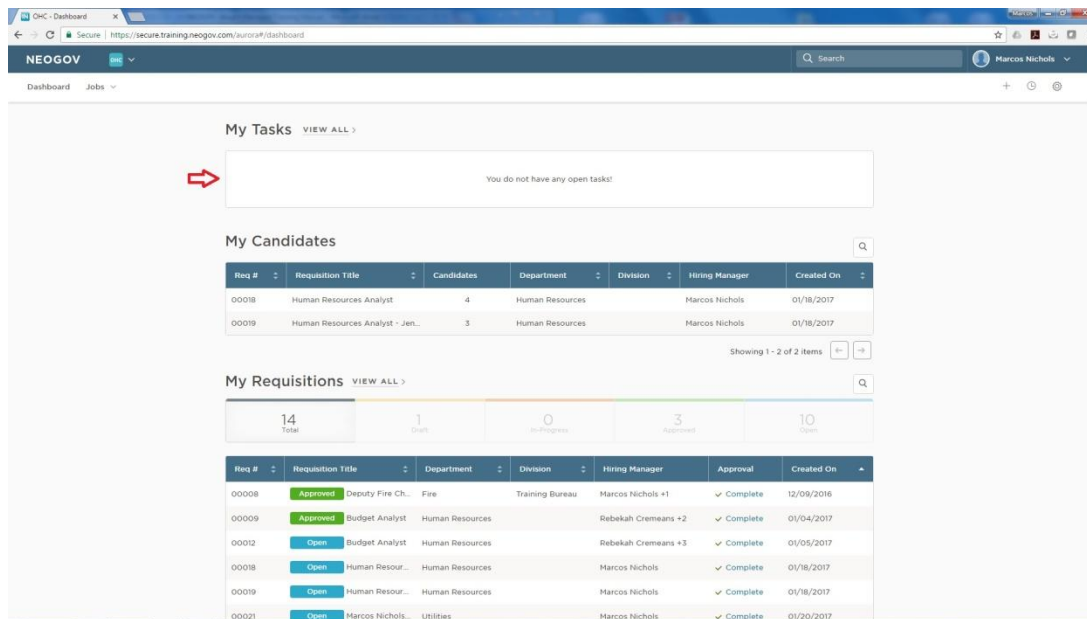 OHC - Dashboard
Secure | https://secure.training.neogov.com/aurora#/dashboard
NEOGOV OHC Search Marcos Nichols
Dashboard Jobs
My Tasks VIEW ALL >
You do not have any open tasks!
My Candidates
Req # Requisition Title Candidates Department Division Hiring Manager Created On
00018 Human Resources Analyst 4 Human Resources Marcos Nichols 01/18/2017
00019 Human Resources Analyst - Jen... 3 Human Resources Marcos Nichols 01/18/2017
Showing 1 - 2 of 2 items
My Requisitions VIEW ALL >
14 1 0 3 10
Total Draft In-Progress Approved Open
Req # Requisition Title Department Division Hiring Manager Approval Created On
00008 Approved Deputy Fire Ch... Fire Training Bureau Marcos Nichols +1 Complete 12/09/2016
00009 Approved Budget Analyst Human Resources Rebekah Cremeans +2 Complete 01/04/2017
00012 Open Budget Analyst Human Resources Rebekah Cremeans +3 Complete 01/05/2017
00018 Open Human Resour... Human Resources Marcos Nichols Complete 01/18/2017
00019 Open Human Resour... Human Resources Marcos Nichols Complete 01/18/2017
00021 Open Marcos Nichols... Utilities Marcos Nichols Complete 01/20/2017